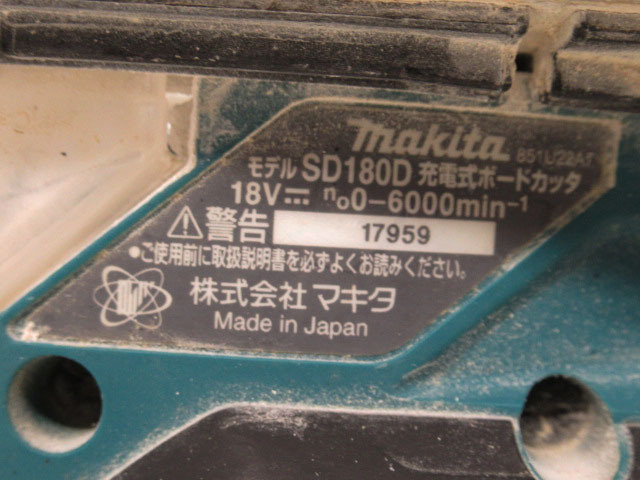 makita
モデル SD180D 充電式ボードカッタ
18V⎓ n₀0-6000min⁻¹
⚠警告 17959
●ご使用前に取扱説明書を必ずよくお読みください。
株式会社 マキタ
Made in Japan